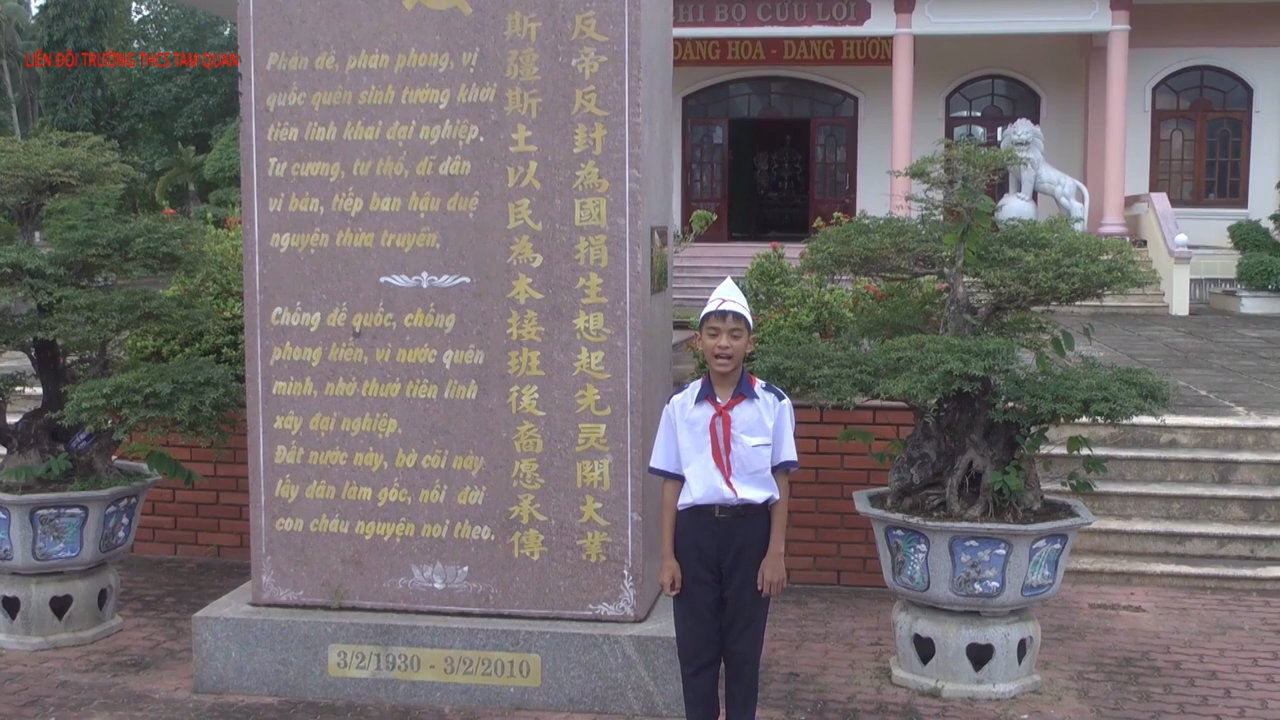 LIÊN ĐỘI TRƯỜNG THCS TAM QUAN
CHI BỘ CỬU LỢI
ĐÀNG HOA - DÂNG HƯƠNG
Phản đế, phản phong, vị
quốc quên sinh tưởng khởi
tiên linh khai đại nghiệp.
Tư cương, tư thổ, dĩ dân
vi bản, tiếp ban hậu duệ
nguyện thừa truyền.
Chống đế quốc, chống
phong kiến, vì nước quên
mình, nhớ thưở tiên linh
xây đại nghiệp.
Đất nước này, bờ cõi này
lấy dân làm gốc, nối đời
con cháu nguyện noi theo.
反帝反封為國捐生想起先灵開大業
斯疆斯土以民為本接班後裔愿承傳
3/2/1930 - 3/2/2010